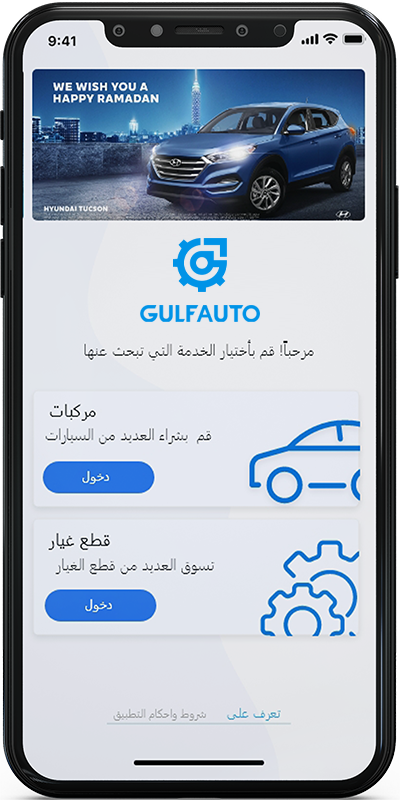 9:41
WE WISH YOU A
HAPPY RAMADAN
HYUNDAI TUCSON
GULFAUTO
مرحباً! قم بأختيار الخدمة التي تبحث عنها
مركبات
قم بشراء العديد من السيارات
دخول
قطع غيار
تسوق العديد من قطع الغيار
دخول
تعرف على شروط واحكام التطبيق